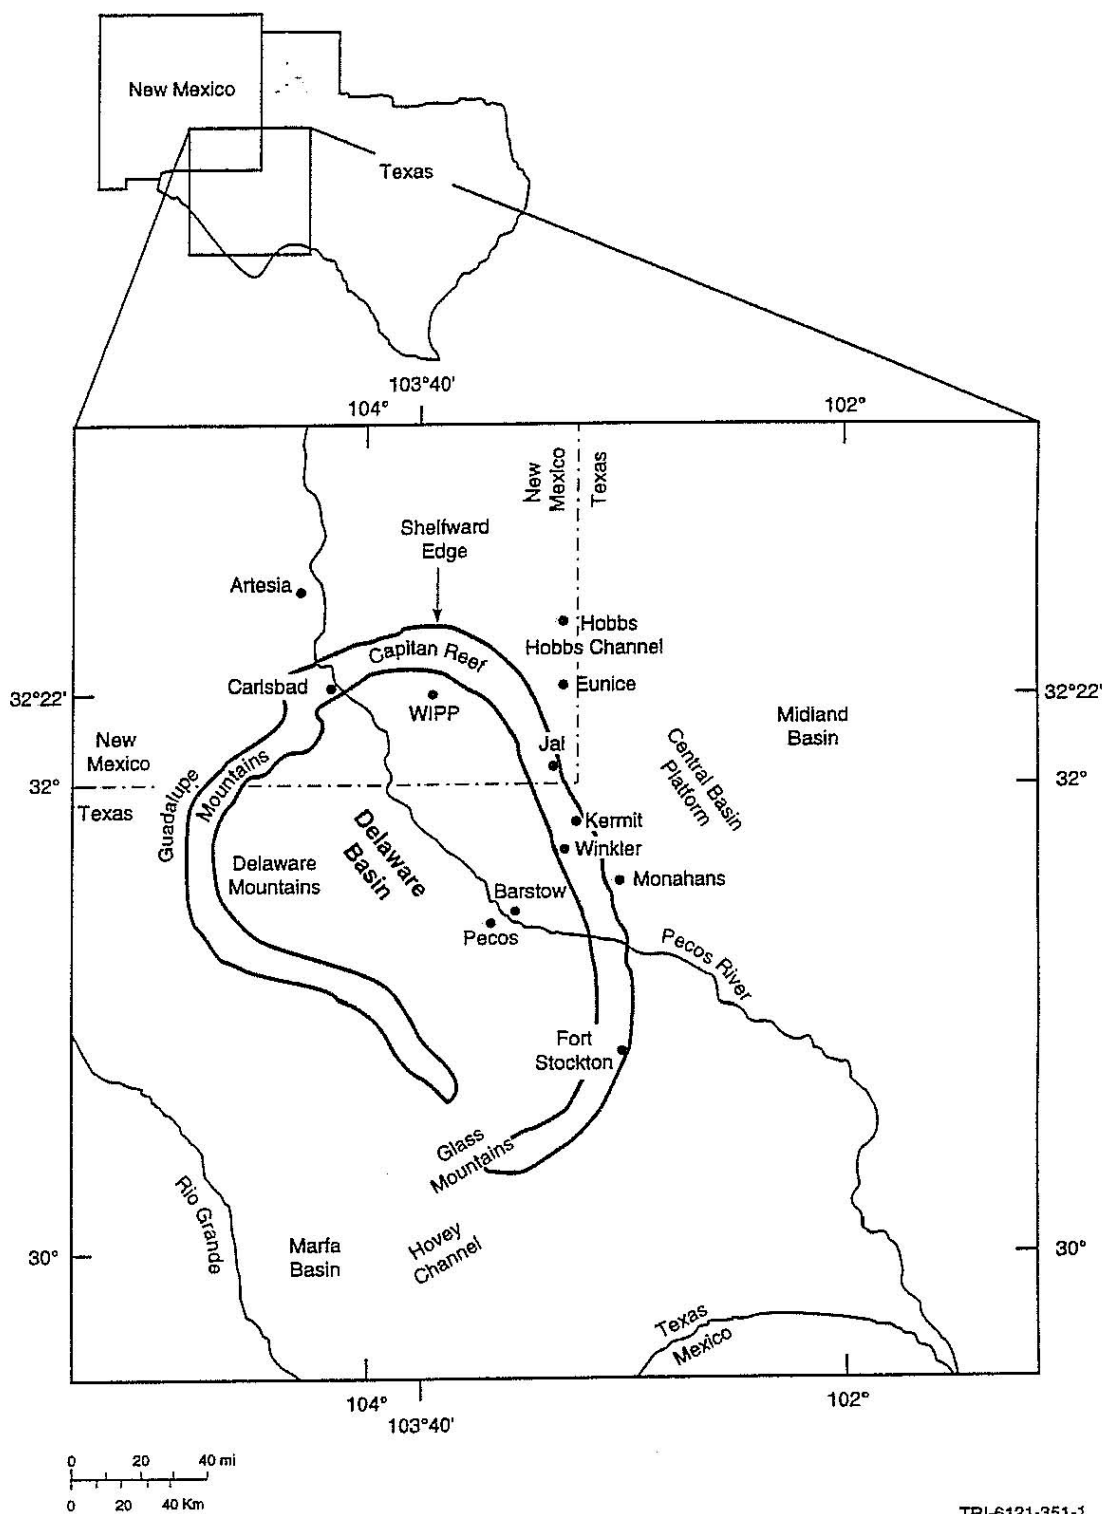 New Mexico
Texas
103°40'
104°
102°
New
Mexico
Texas
Shelfward
Edge
Artesia
Hobbs
Hobbs Channel
Capitan Reef
Carlsbad
Eunice
32°22'
32°22'
WIPP
Midland
Basin
New
Mexico
Jal
Central Basin
Platform
32°
32°
Texas
Guadalupe
Mountains
Kermit
Winkler
Delaware
Basin
Delaware
Mountains
Monahans
Barstow
Pecos
Pecos River
Fort
Stockton
Glass
Mountains
Rio Grande
Marfa
Basin
Hovey
Channel
30°
30°
Texas
Mexico
104°
103°40'
102°
0 20 40 mi
0 20 40 Km
TRI-6121-351-1